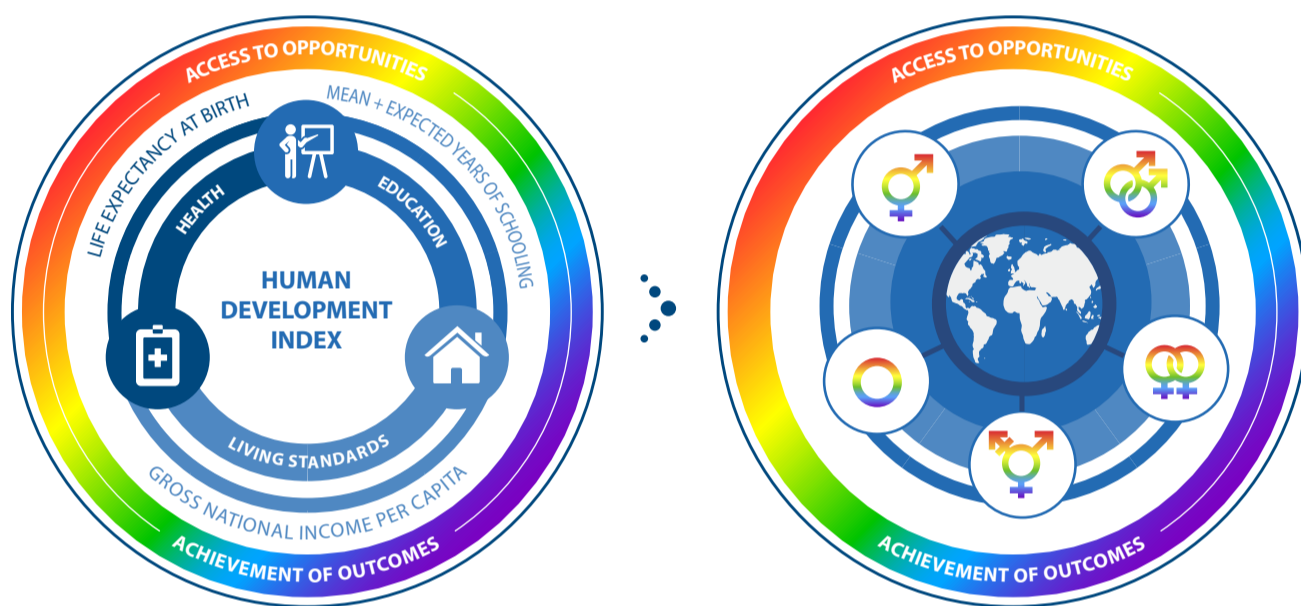 ACCESS TO OPPORTUNITIES
LIFE EXPECTANCY AT BIRTH
MEAN + EXPECTED YEARS OF SCHOOLING
HEALTH
EDUCATION
HUMAN
DEVELOPMENT
INDEX
LIVING STANDARDS
GROSS NATIONAL INCOME PER CAPITA
ACHIEVEMENT OF OUTCOMES
ACCESS TO OPPORTUNITIES
ACHIEVEMENT OF OUTCOMES